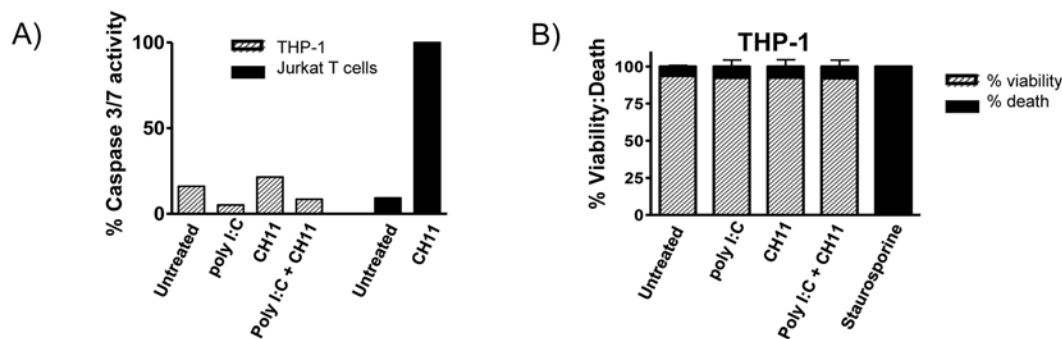 A)
% Caspase 3/7 activity
100
50
0
THP-1
Jurkat T cells
Untreated
poly I:C
CH11
Poly I:C + CH11
Untreated
CH11
B)
THP-1
% Viability:Death
100
75
50
25
0
% viability
% death
Untreated
poly I:C
CH11
Poly I:C + CH11
Staurosporine